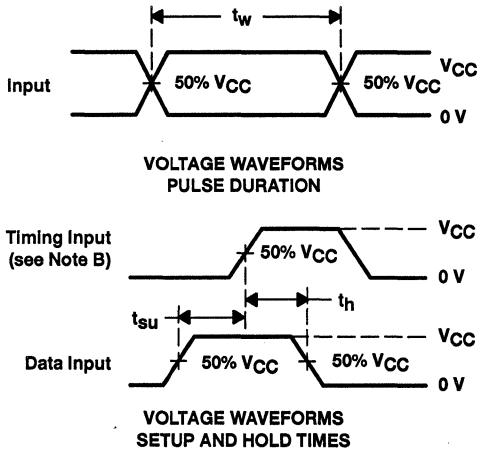 tw
VCC
Input
50% VCC
50% VCC
0 V
VOLTAGE WAVEFORMS
PULSE DURATION
Timing Input
(see Note B)
VCC
50% VCC
0 V
th
tsu
VCC
Data Input
50% VCC
50% VCC
0 V
VOLTAGE WAVEFORMS
SETUP AND HOLD TIMES